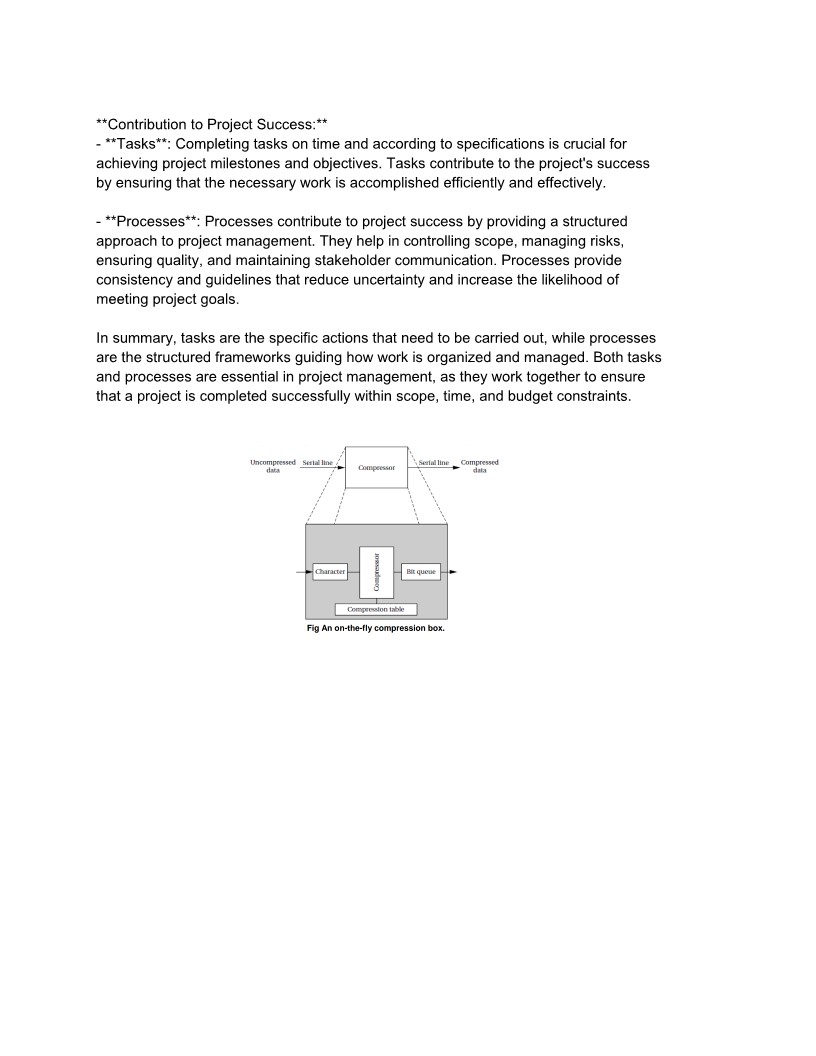 **Contribution to Project Success:**
- **Tasks**: Completing tasks on time and according to specifications is crucial for
achieving project milestones and objectives. Tasks contribute to the project's success
by ensuring that the necessary work is accomplished efficiently and effectively.
- **Processes**: Processes contribute to project success by providing a structured
approach to project management. They help in controlling scope, managing risks,
ensuring quality, and maintaining stakeholder communication. Processes provide
consistency and guidelines that reduce uncertainty and increase the likelihood of
meeting project goals.
In summary, tasks are the specific actions that need to be carried out, while processes
are the structured frameworks guiding how work is organized and managed. Both tasks
and processes are essential in project management, as they work together to ensure
that a project is completed successfully within scope, time, and budget constraints.
Uncompressed
data
Serial line
Compressor
Serial line
Compressed
data
Character
Compressor
Bit queue
Compression table
Fig An on-the-fly compression box.